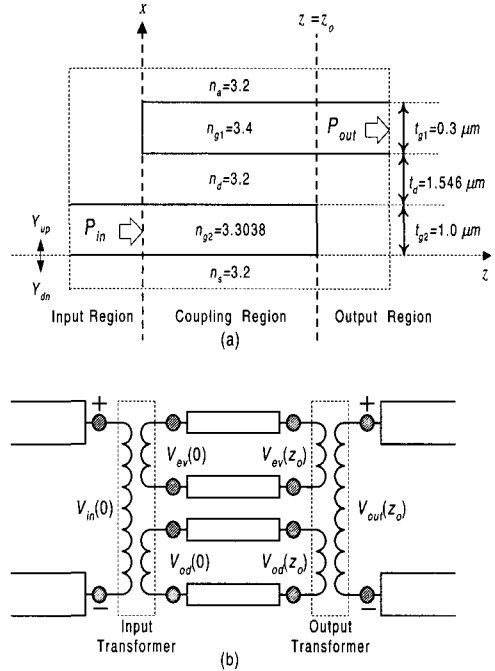 x
z = z_o
n_a=3.2
n_g1=3.4
P_out
t_g1=0.3 μm
n_d=3.2
t_d=1.546 μm
Y_up
P_in
n_g2=3.3038
t_g2=1.0 μm
Y_dn
n_s=3.2
z
Input Region
Coupling Region
Output Region
(a)
+
+
V_ev(0)
V_ev(z_o)
V_in(0)
V_out(z_o)
V_od(0)
V_od(z_o)
–
–
Input
Transformer
Output
Transformer
(b)